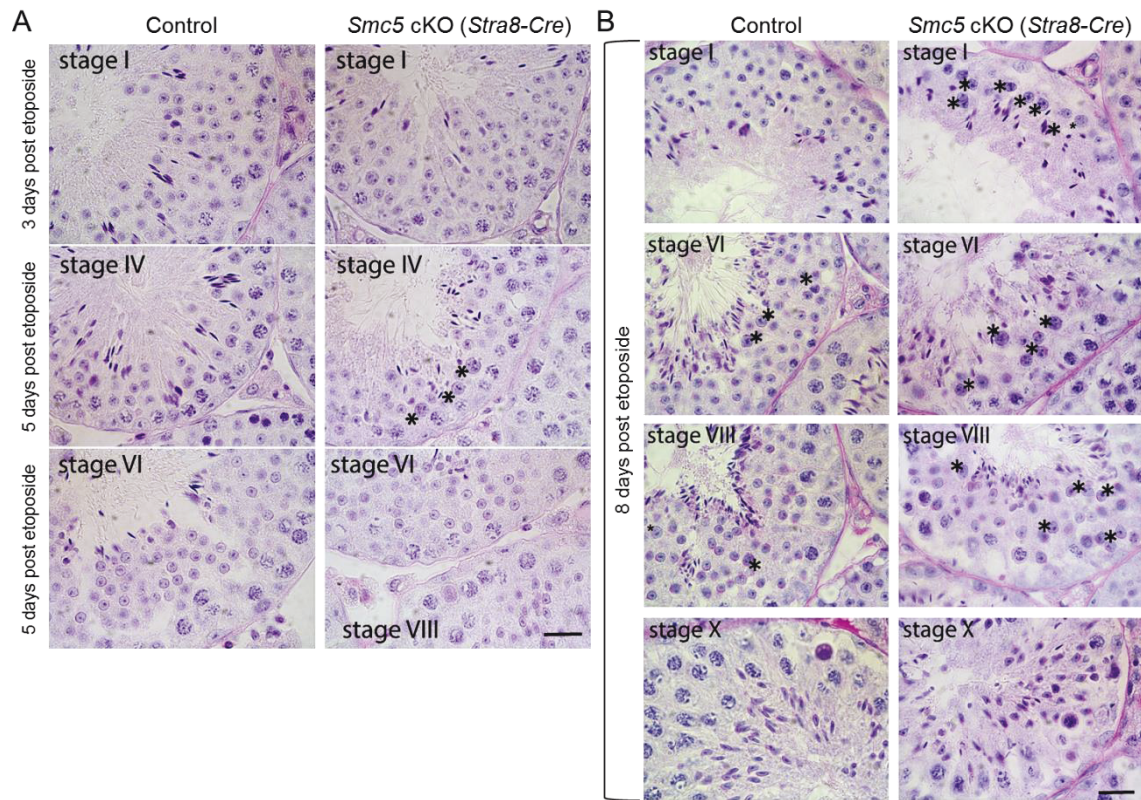 A
Control
Smc5 cKO (Stra8-Cre)
3 days post etoposide
stage I
stage I
5 days post etoposide
stage IV
stage IV
*
*
*
5 days post etoposide
stage VI
stage VI
stage VIII
B
Control
Smc5 cKO (Stra8-Cre)
8 days post etoposide
stage I
stage I
* *
* * * * *
stage VI
stage VI
*
*
*
* *
*
*
stage VIII
stage VIII
*
*
*
* *
* *
stage X
stage X